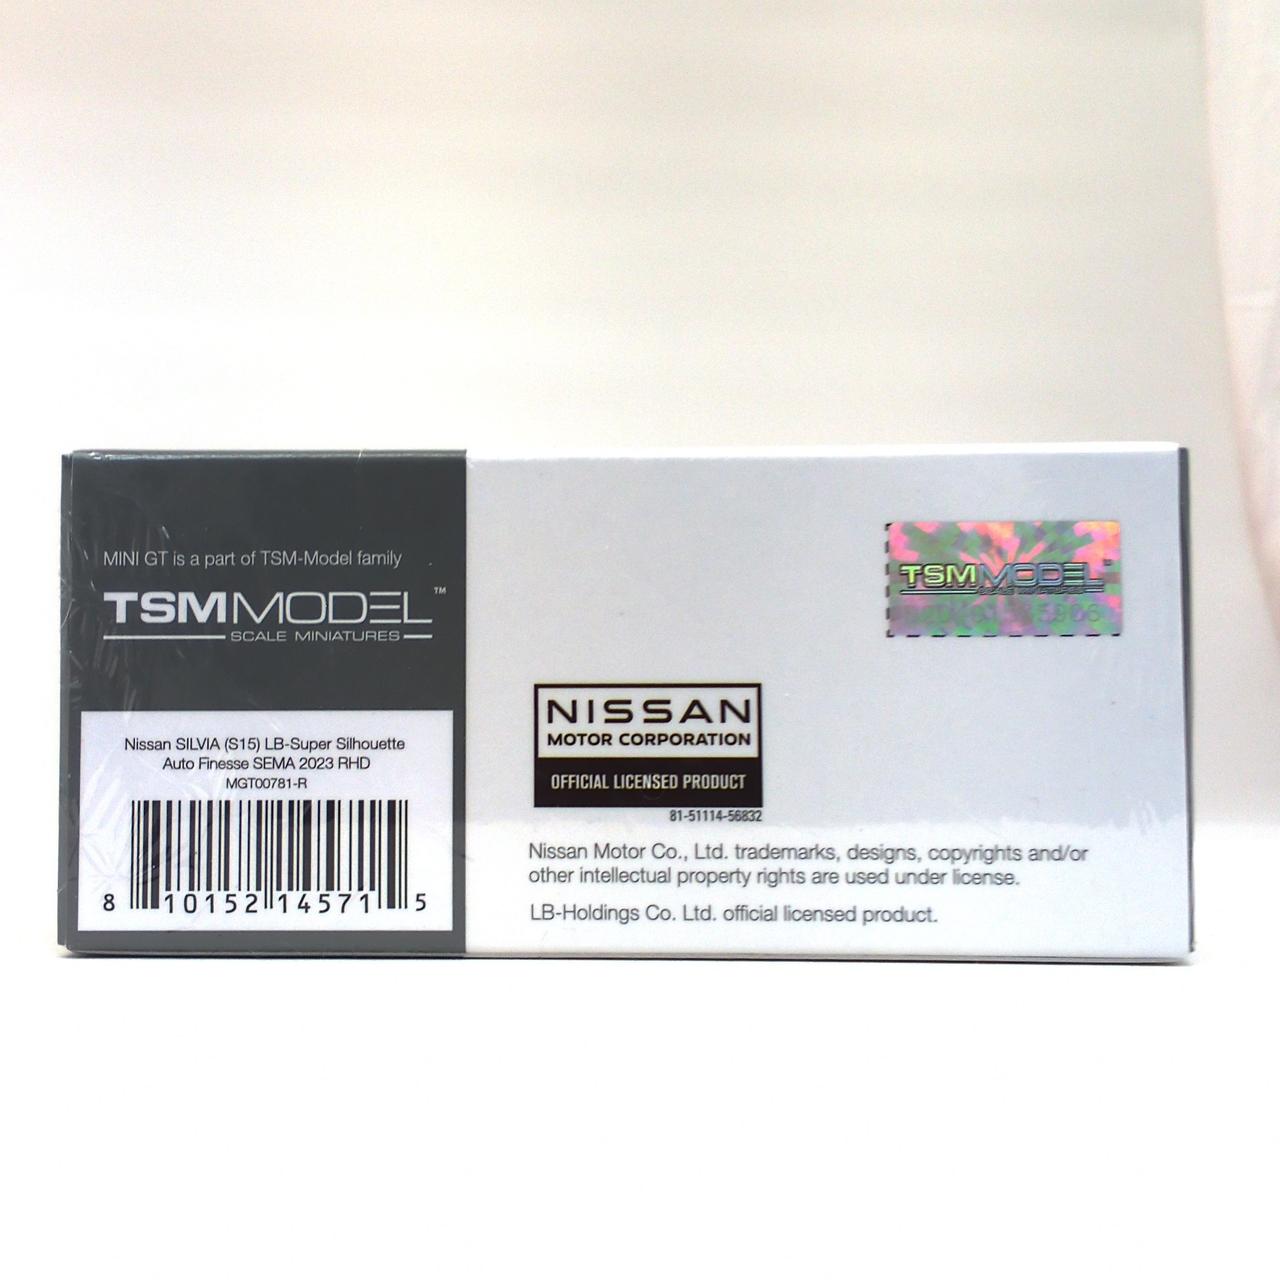 MINI GT is a part of TSM-Model family
TSMMODEL™
SCALE MINIATURES
Nissan SILVIA (S15) LB-Super Silhouette
Auto Finesse SEMA 2023 RHD
MGT00781-R
8 10152 14571 5
TSMMODEL
NISSAN
MOTOR CORPORATION
OFFICIAL LICENSED PRODUCT
81-51114-56832
Nissan Motor Co., Ltd. trademarks, designs, copyrights and/or
other intellectual property rights are used under license.
LB-Holdings Co. Ltd. official licensed product.